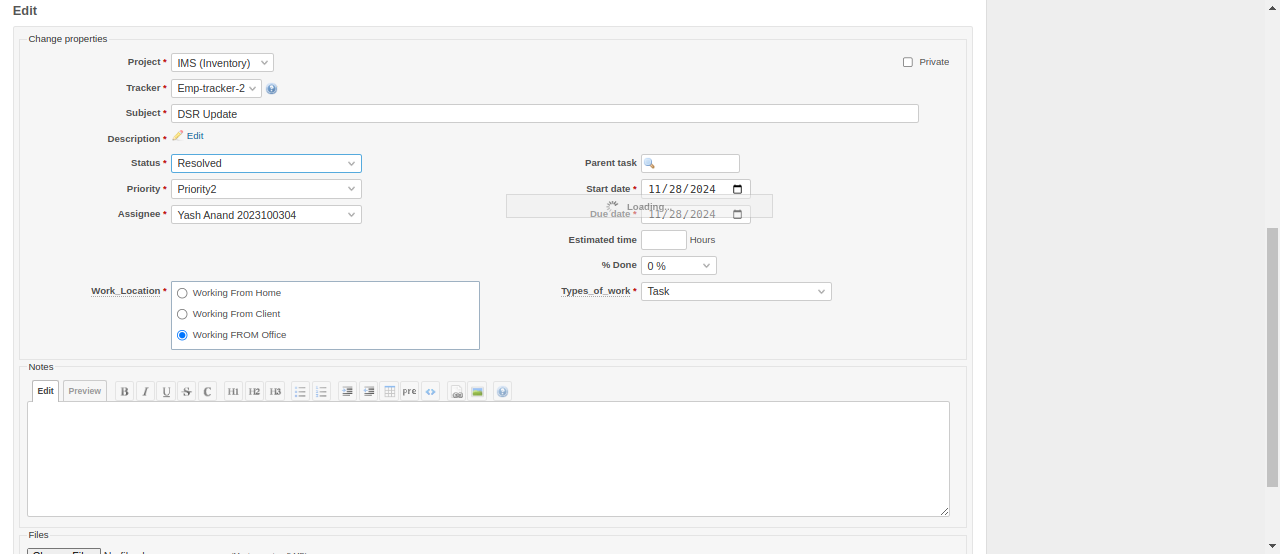 Edit
Change properties
Project * IMS (Inventory) Private
Tracker * Emp-tracker-2
Subject * DSR Update
Description * Edit
Status * Resolved Parent task
Priority * Priority2 Start date * 11/28/2024
Loading...
Assignee * Yash Anand 2023100304 Due date * 11/28/2024
Estimated time Hours
% Done 0 %
Work_Location * Working From Home Types_of_work * Task
Working From Client
Working FROM Office
Notes
Edit Preview B I U S C H1 H2 H3 pre
Files